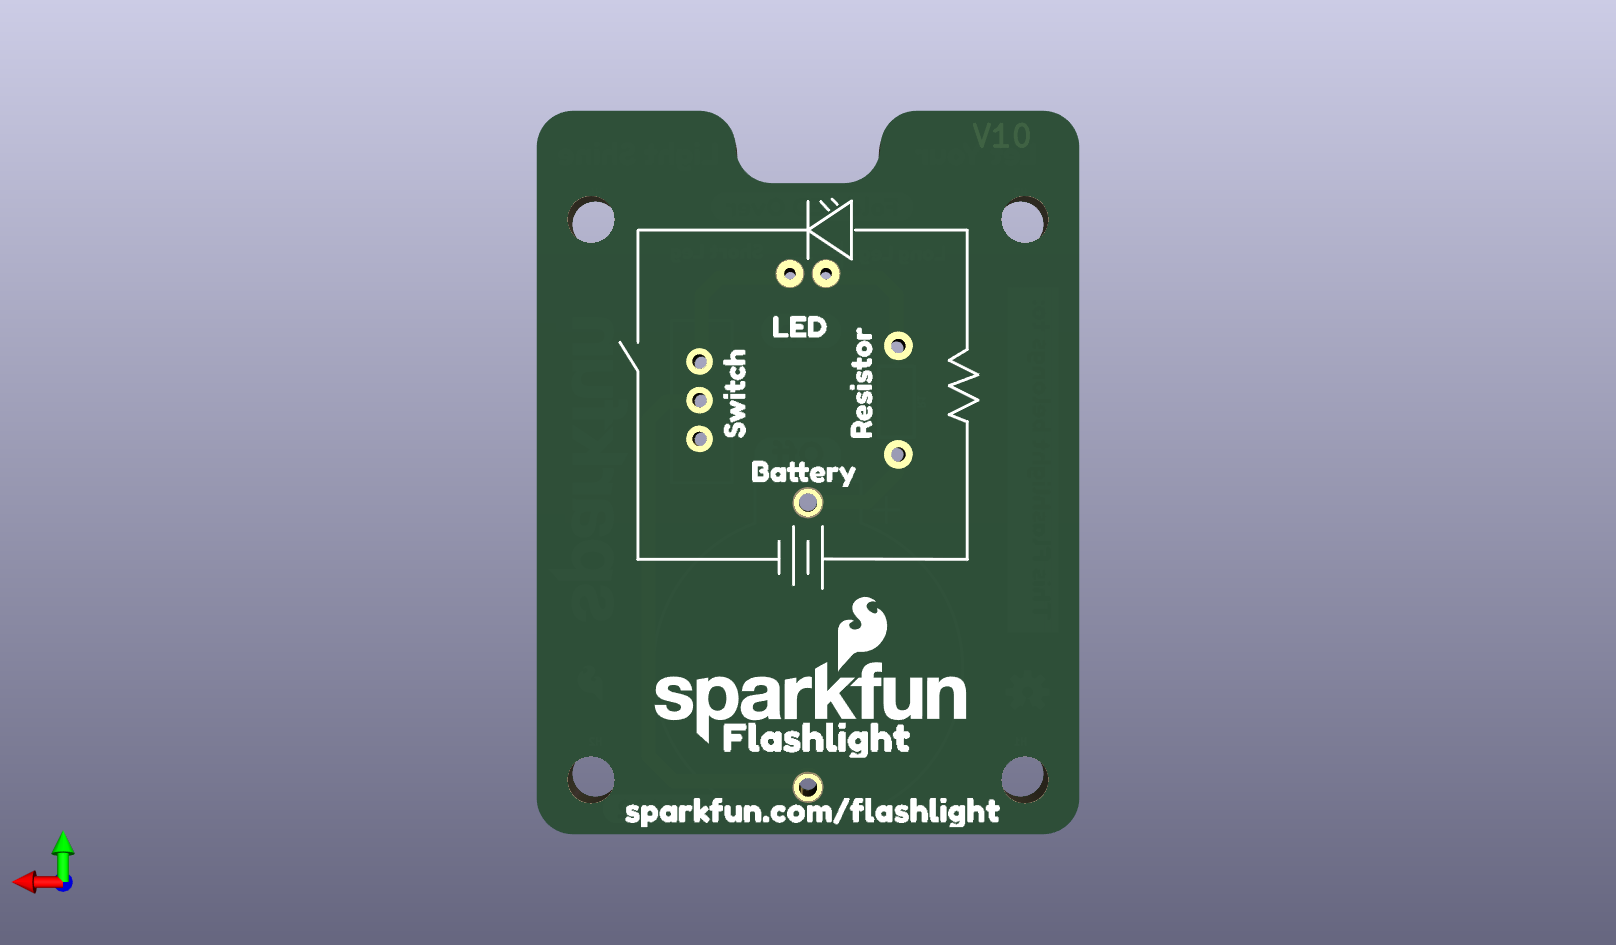 V10
LED
Switch
Resistor
Battery
sparkfun
Flashlight
sparkfun.com/flashlight